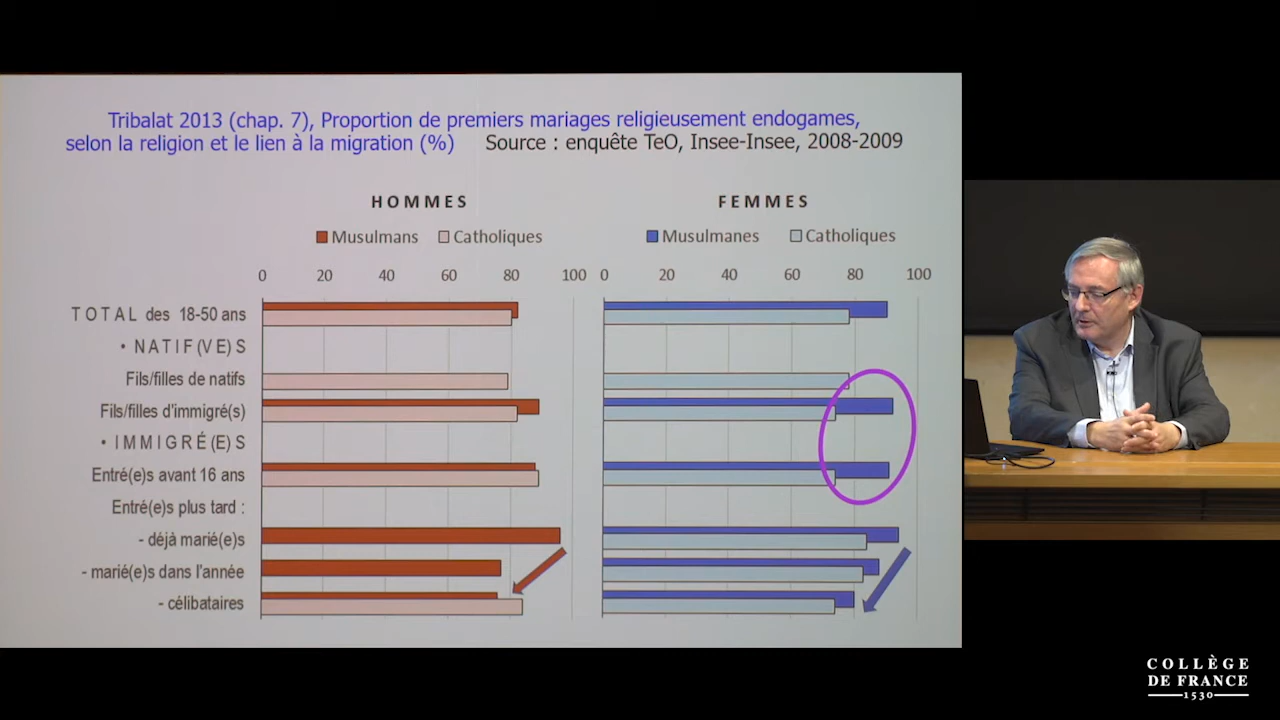 Tribalat 2013 (chap. 7), Proportion de premiers mariages religieusement endogames,
selon la religion et le lien à la migration (%) Source : enquête TeO, Insee-Insee, 2008-2009
HOMMES
Musulmans Catholiques
0 20 40 60 80 100
FEMMES
Musulmanes Catholiques
0 20 40 60 80 100
TOTAL des 18-50 ans
• NATIF(VE)S
Fils/filles de natifs
Fils/filles d'immigré(s)
• IMMIGRÉ(E)S
Entré(e)s avant 16 ans
Entré(e)s plus tard :
- déjà marié(e)s
- marié(e)s dans l'année
- célibataires
COLLÈGE
DE FRANCE
1530